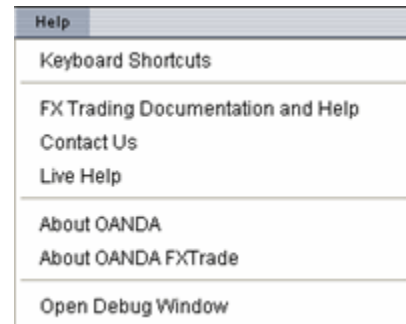 Help
Keyboard Shortcuts
FX Trading Documentation and Help
Contact Us
Live Help
About OANDA
About OANDA FXTrade
Open Debug Window